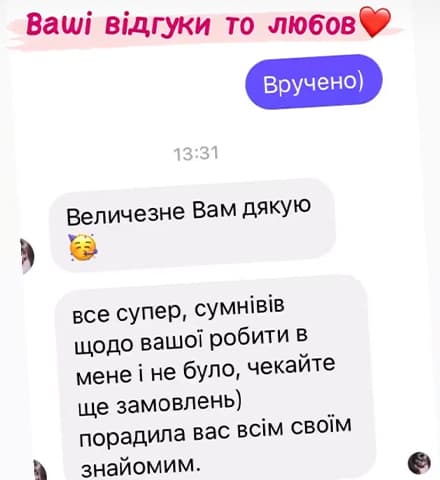 Ваші відгуки то любов❤️
Вручено)
13:31
Величезне Вам дякую
🥳
все супер, сумнівів
щодо вашої робити в
мене і не було, чекайте
ще замовлень)
порадила вас всім своїм
знайомим.